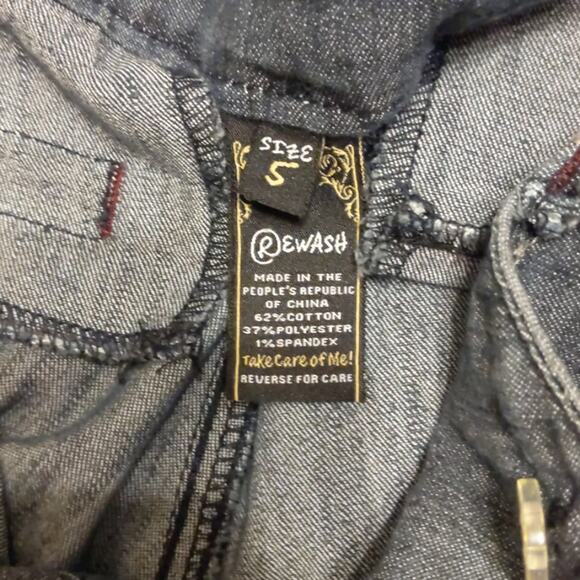 SIZE
5
®EWASH
MADE IN THE
PEOPLE'S REPUBLIC
OF CHINA
62%COTTON
37%POLYESTER
1%SPANDEX
Take Care of Me!
REVERSE FOR CARE